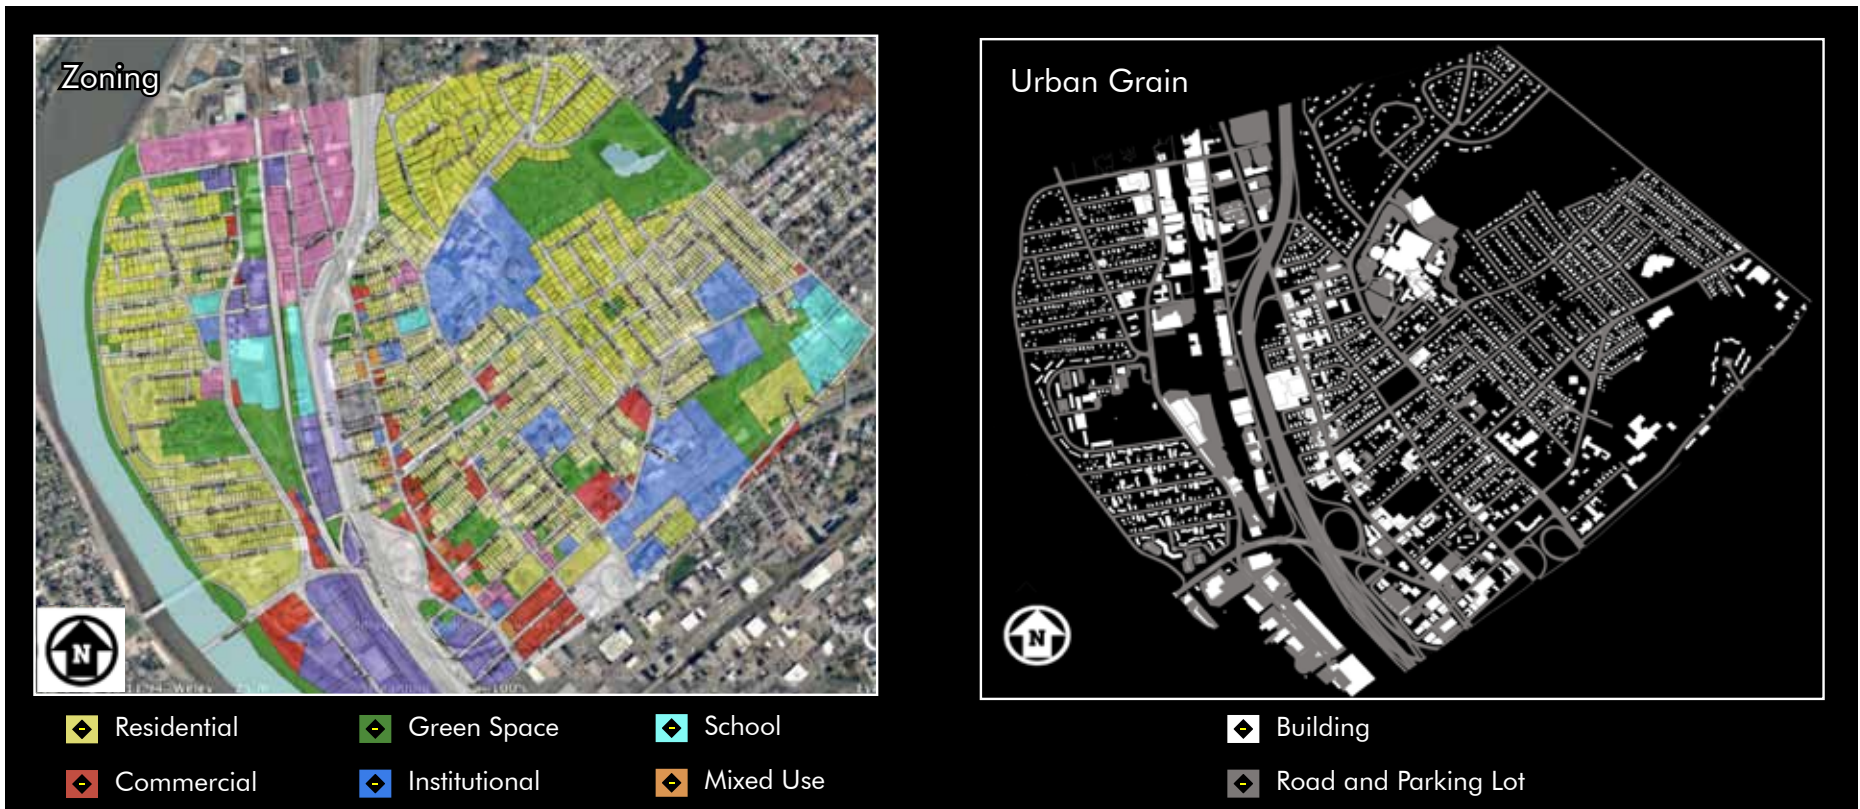 Zoning
Urban Grain
N
N
Residential
Green Space
School
Building
Commercial
Institutional
Mixed Use
Road and Parking Lot